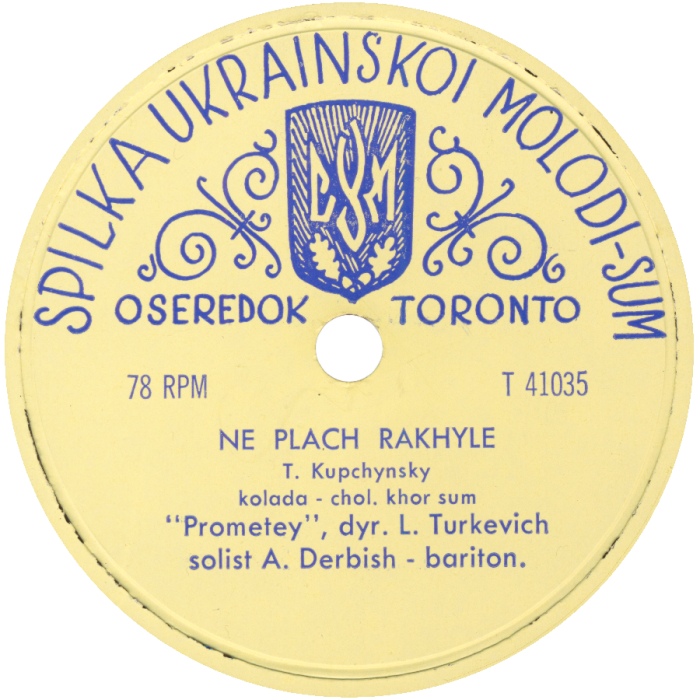 SPILKA UKRAINSKOI MOLODI-SUM
СУМ
OSEREDOK TORONTO
78 RPM
T 41035
NE PLACH RAKHYLE
T. Kupchynsky
kolada - chol. khor sum
"Prometey", dyr. L. Turkevich
solist A. Derbish - bariton.